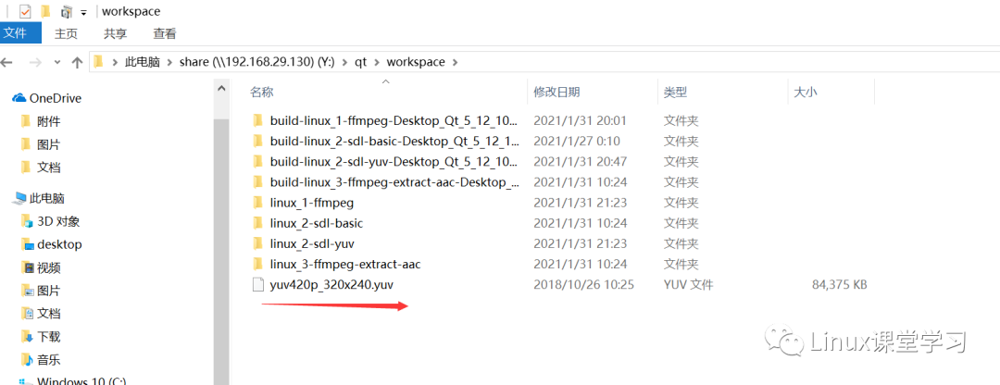 workspace
文件 主页 共享 查看
此电脑 share (\\192.168.29.130) (Y:) qt workspace
OneDrive
附件
图片
文档
此电脑
3D 对象
desktop
视频
图片
文档
下载
音乐
Windows 10 (C:)
名称 修改日期 类型 大小
build-linux_1-ffmpeg-Desktop_Qt_5_12_10... 2021/1/31 20:01 文件夹
build-linux_2-sdl-basic-Desktop_Qt_5_12_1... 2021/1/27 0:10 文件夹
build-linux_2-sdl-yuv-Desktop_Qt_5_12_10... 2021/1/31 20:47 文件夹
build-linux_3-ffmpeg-extract-aac-Desktop_... 2021/1/31 10:24 文件夹
linux_1-ffmpeg 2021/1/31 21:23 文件夹
linux_2-sdl-basic 2021/1/31 10:24 文件夹
linux_2-sdl-yuv 2021/1/31 21:23 文件夹
linux_3-ffmpeg-extract-aac 2021/1/31 10:24 文件夹
yuv420p_320x240.yuv 2018/10/26 10:25 YUV 文件 84,375 KB
Linux课堂学习